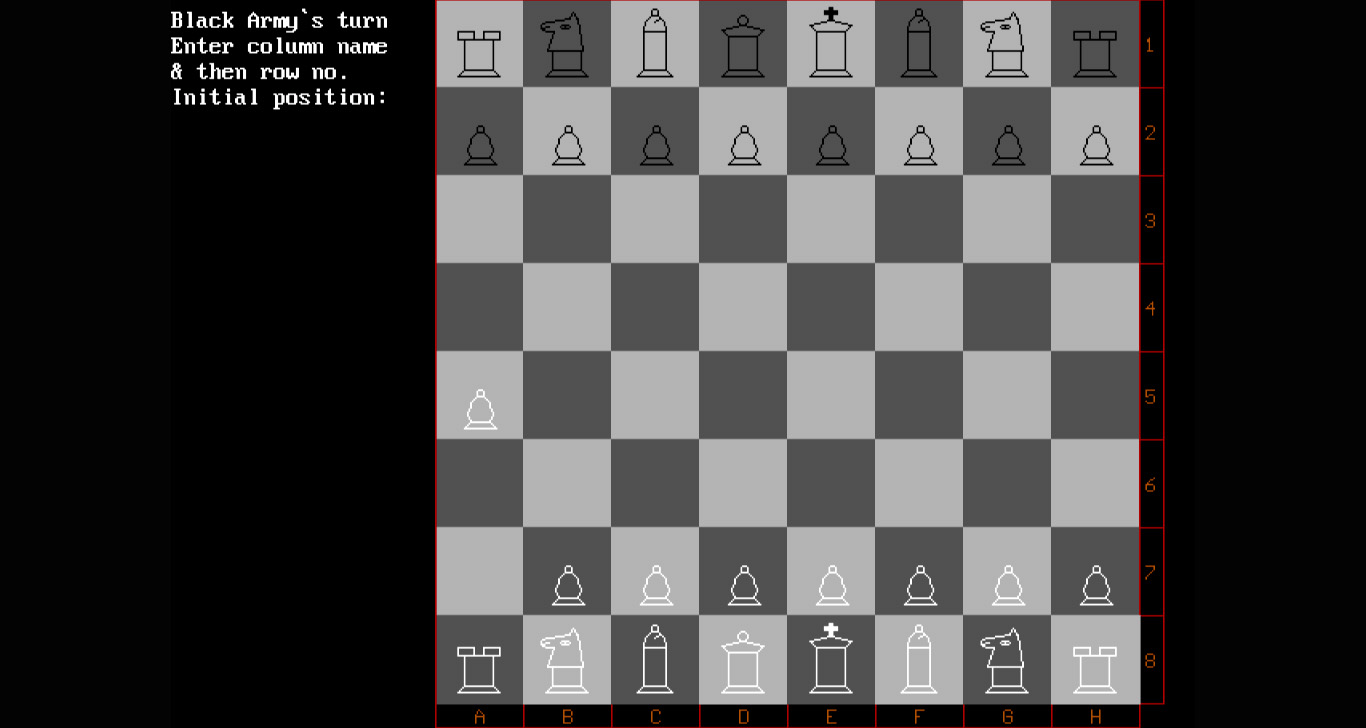 Black Army`s turn
Enter column name
& then row no.
Initial position:
1
2
3
4
5
6
7
8
A B C D E F G H